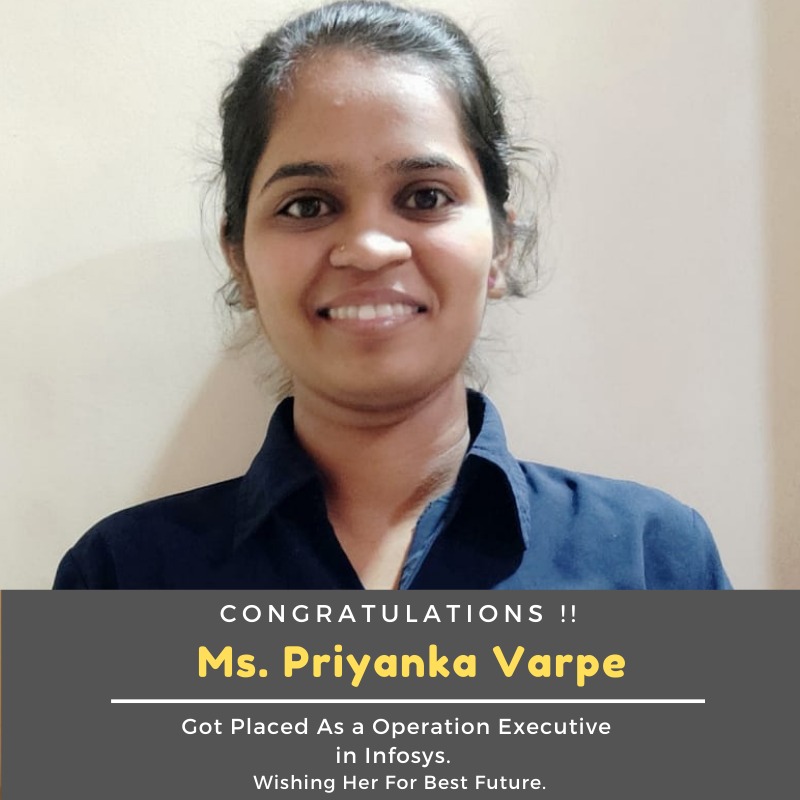 CONGRATULATIONS !!
Ms. Priyanka Varpe
Got Placed As a Operation Executive
in Infosys.
Wishing Her For Best Future.